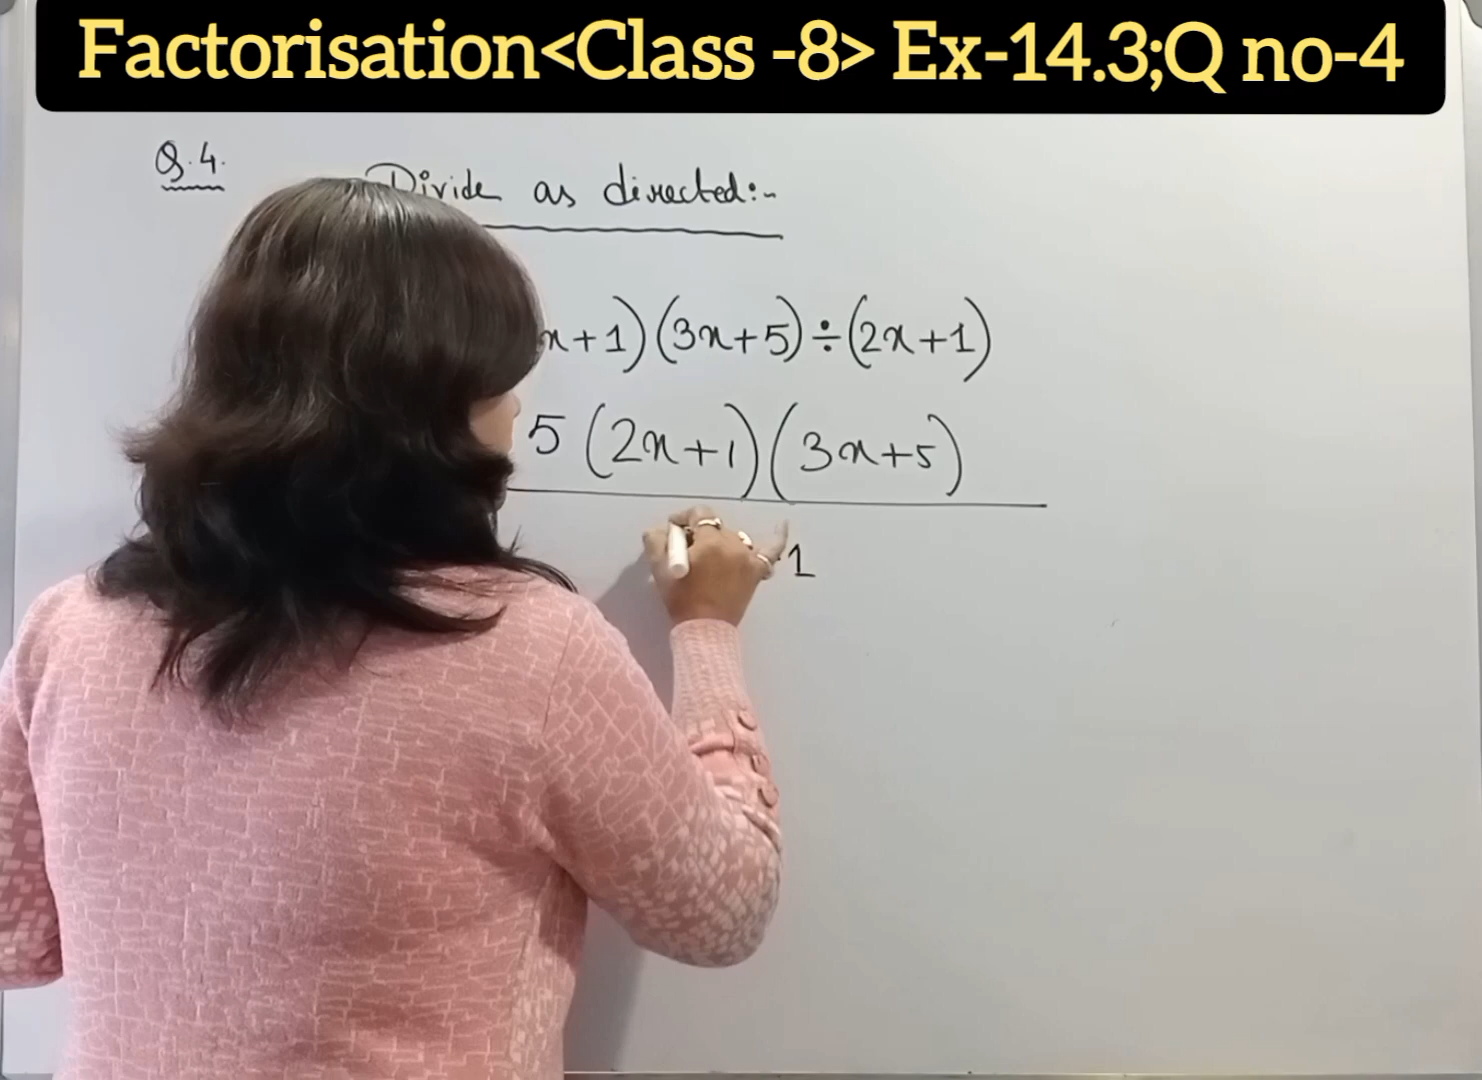 Factorisation<Class -8> Ex-14.3;Q no-4
Q.4.
Divide as directed:-
x+1)(3x+5)÷(2x+1)
5(2x+1)(3x+5)
1